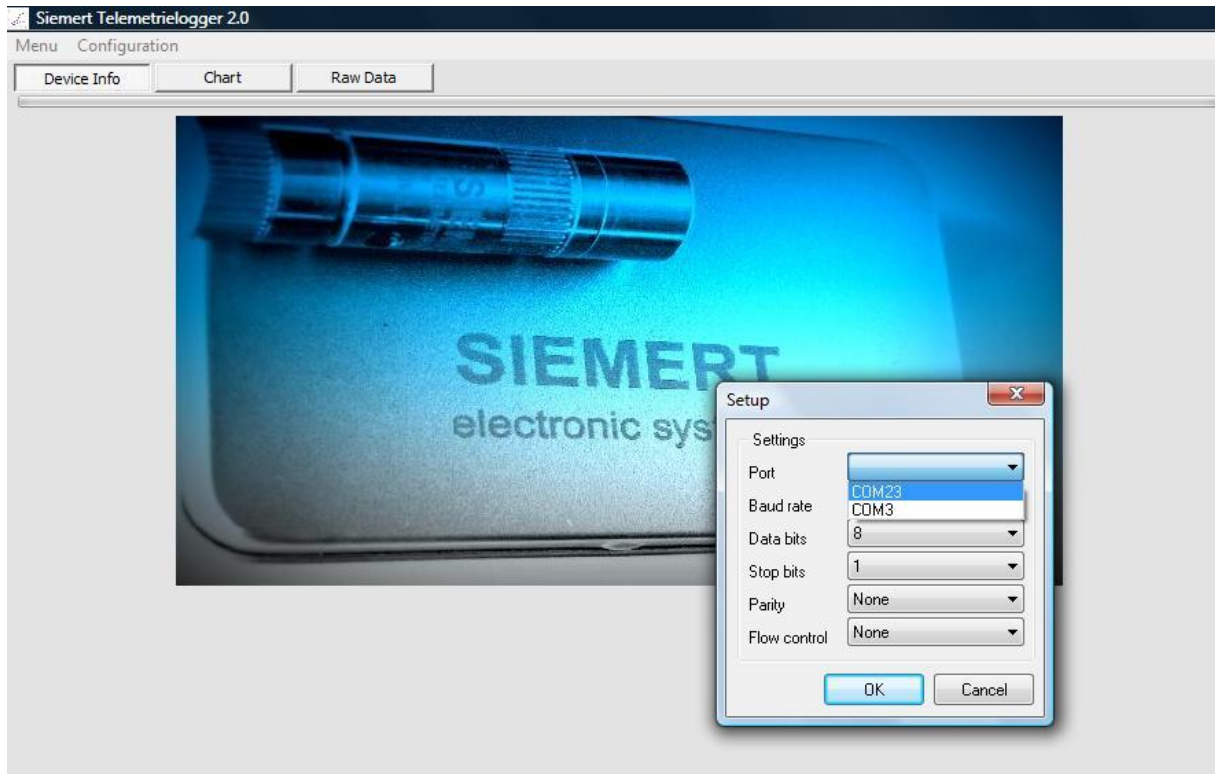 Siemert Telemetrielogger 2.0
Menu Configuration
Device Info Chart Raw Data
SIEMERT
electronic sys
Setup
Settings
Port
COM23
COM3
Baud rate
Data bits 8
Stop bits 1
Parity None
Flow control None
OK Cancel